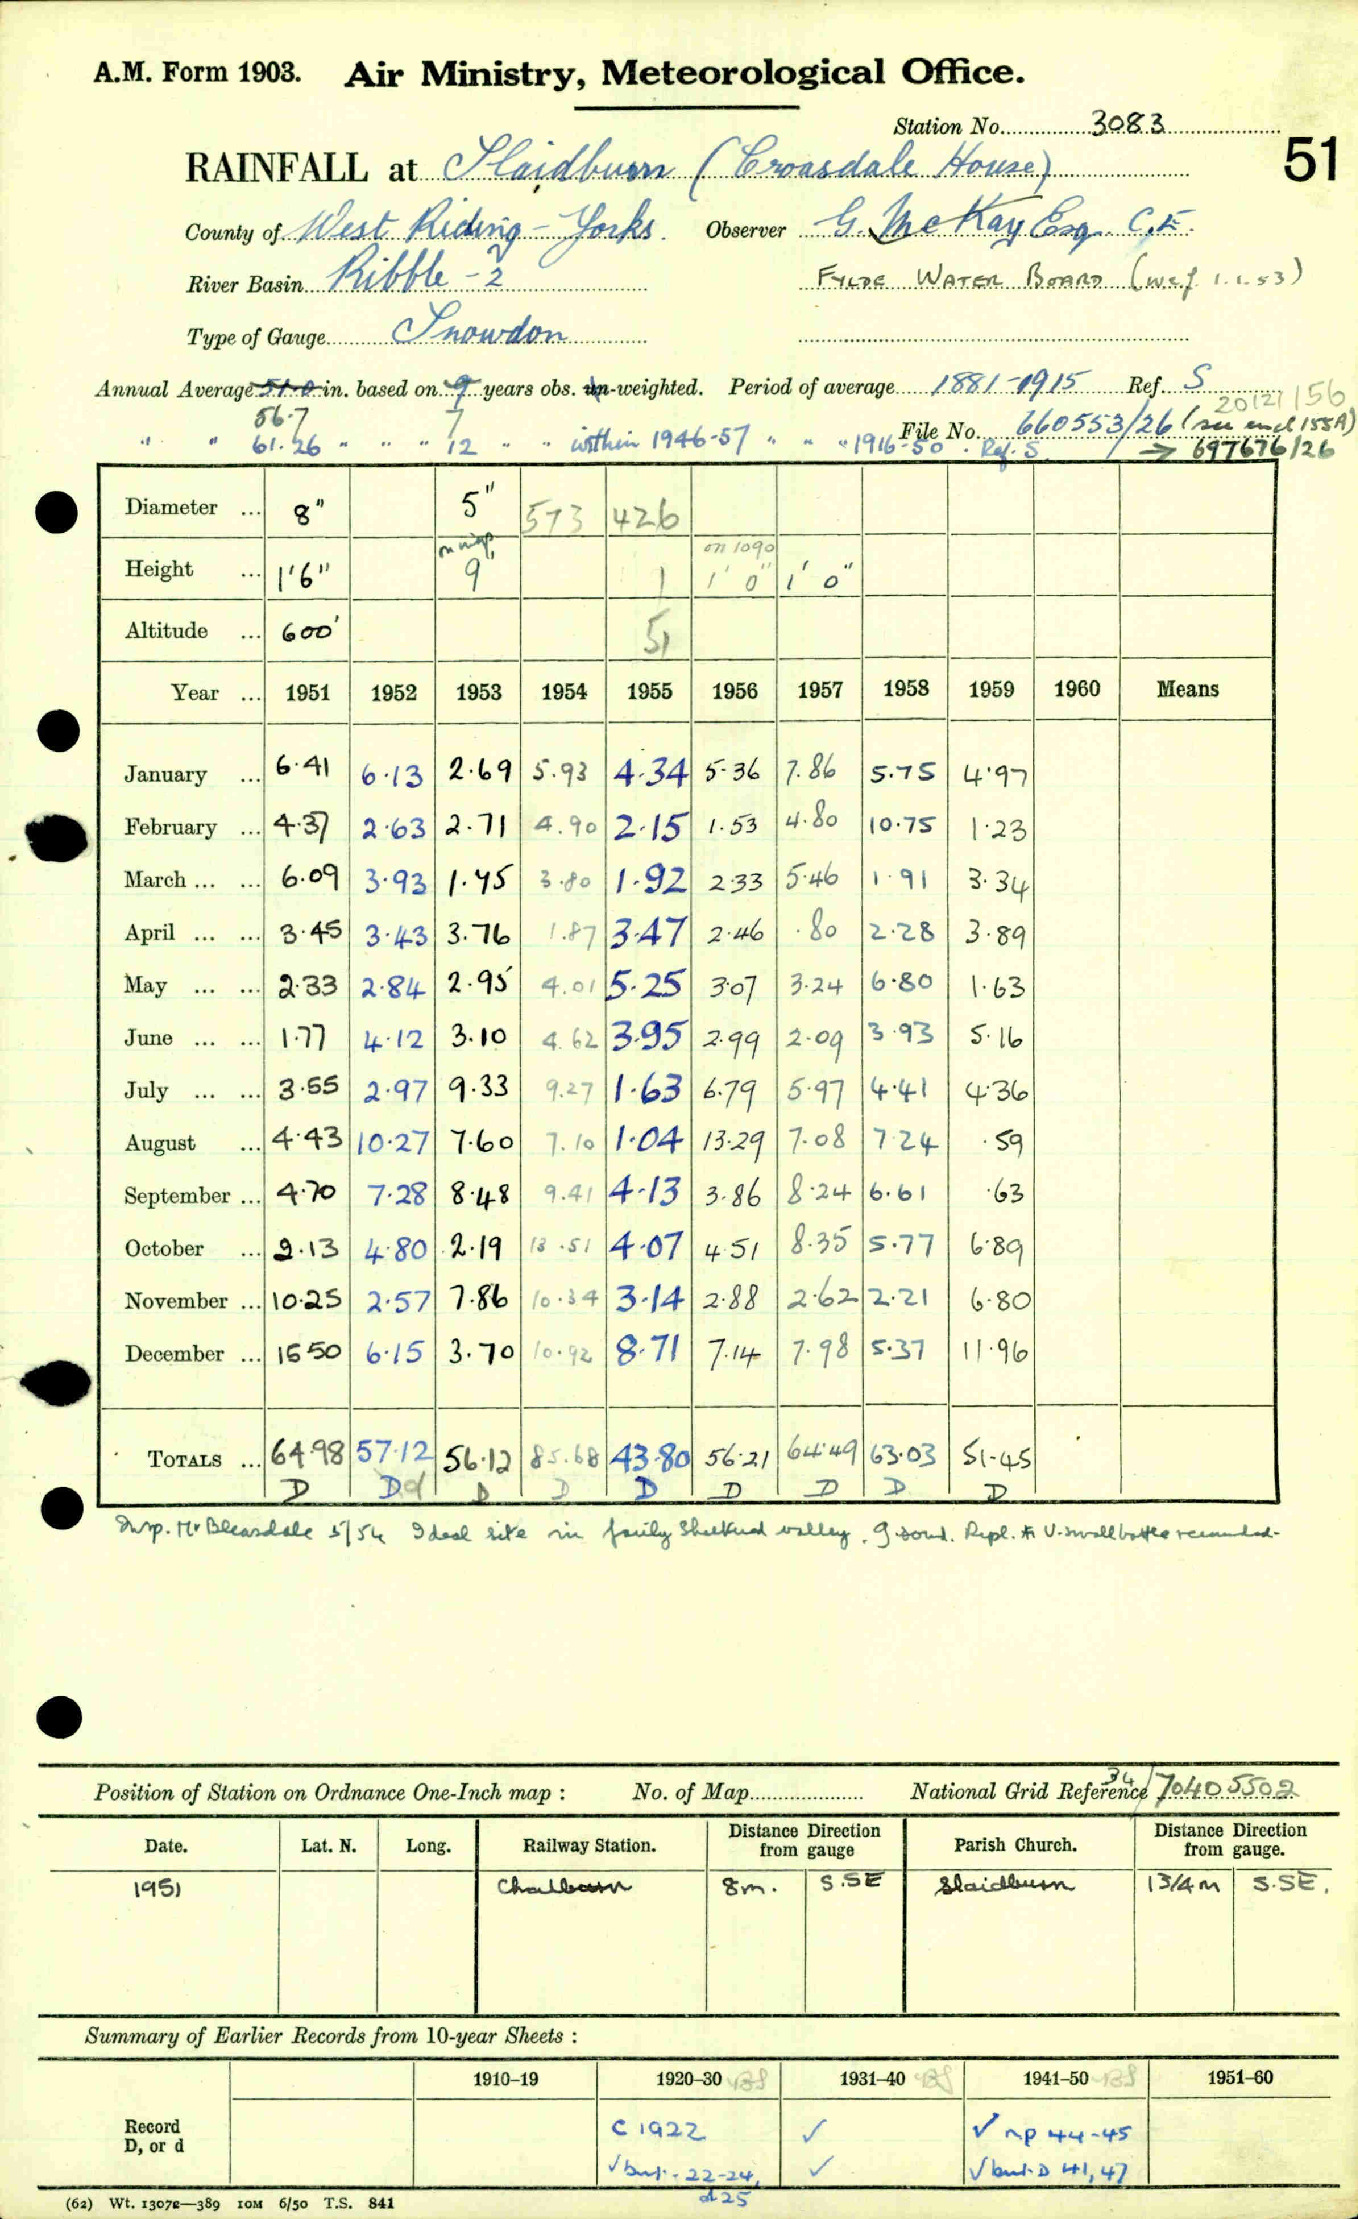 A.M. Form 1903. Air Ministry, Meteorological Office.
Station No. 3083
51
RAINFALL at Slaidburn (Croasdale House)
County of West Riding - Yorks. Observer G. McKay Esq. C.E.
River Basin Ribble - 2 FYLDE WATER BOARD (wef 1.1.53)
Type of Gauge Snowdon
Annual Average 51.0 in. based on 9 years obs. un-weighted. Period of average 1881-1915 Ref. S
56.7 7 20121/56
File No. 660553/26 (see encl 155A)
" " 61.26 " " " 12 " " within 1946-57 " " " 1916-50. Ref. S → 697676/26
Diameter ... 8" 5" 573 426
Height ... 1'6" 9" 1 on 1090 1' 0" 1' 0"
Altitude ... 600' 51
Year ... 1951 1952 1953 1954 1955 1956 1957 1958 1959 1960 Means
January ... 6.41 6.13 2.69 5.93 4.34 5.36 7.86 5.75 4.97
February ... 4.37 2.63 2.71 4.90 2.15 1.53 4.80 10.75 1.23
March ... ... 6.09 3.93 1.45 3.80 1.92 2.33 5.46 1.91 3.34
April ... ... 3.45 3.43 3.76 1.87 3.47 2.46 .80 2.28 3.89
May ... ... 2.33 2.84 2.95 4.01 5.25 3.07 3.24 6.80 1.63
June ... ... 1.77 4.12 3.10 4.62 3.95 2.99 2.09 3.93 5.16
July ... ... 3.55 2.97 9.33 9.27 1.63 6.79 5.97 4.41 4.36
August ... 4.43 10.27 7.60 7.10 1.04 13.29 7.08 7.24 .59
September ... 4.70 7.28 8.48 9.41 4.13 3.86 8.24 6.61 .63
October ... 2.13 4.80 2.19 13.51 4.07 4.51 8.35 5.77 6.89
November ... 10.25 2.57 7.86 10.34 3.14 2.88 2.62 2.21 6.80
December ... 15.50 6.15 3.70 10.92 8.71 7.14 7.98 5.37 11.96
TOTALS ... 64.98 57.12 56.12 85.68 43.80 56.21 64.49 63.03 51.45
D D d D D D D D D D
Insp. Mr Bleasdale 5/54 Ideal site in fairly sheltered valley. Repl.
Position of Station on Ordnance One-Inch map : No. of Map National Grid Reference 34/70405502
Date. Lat. N. Long. Railway Station. Distance from Direction gauge Parish Church. Distance from Direction gauge.
1951 Chatburn 8m. S.SE Slaidburn 1 3/4 m S.SE.
Summary of Earlier Records from 10-year Sheets :
1910-19 1920-30 1931-40 1941-50 1951-60
Record D, or d
C 1922 ✓ ✓ np 44-45
✓ but - 22-24, ✓ ✓ but D 41, 47
d 25
(62) Wt. 13072—389 10M 6/50 T.S. 841